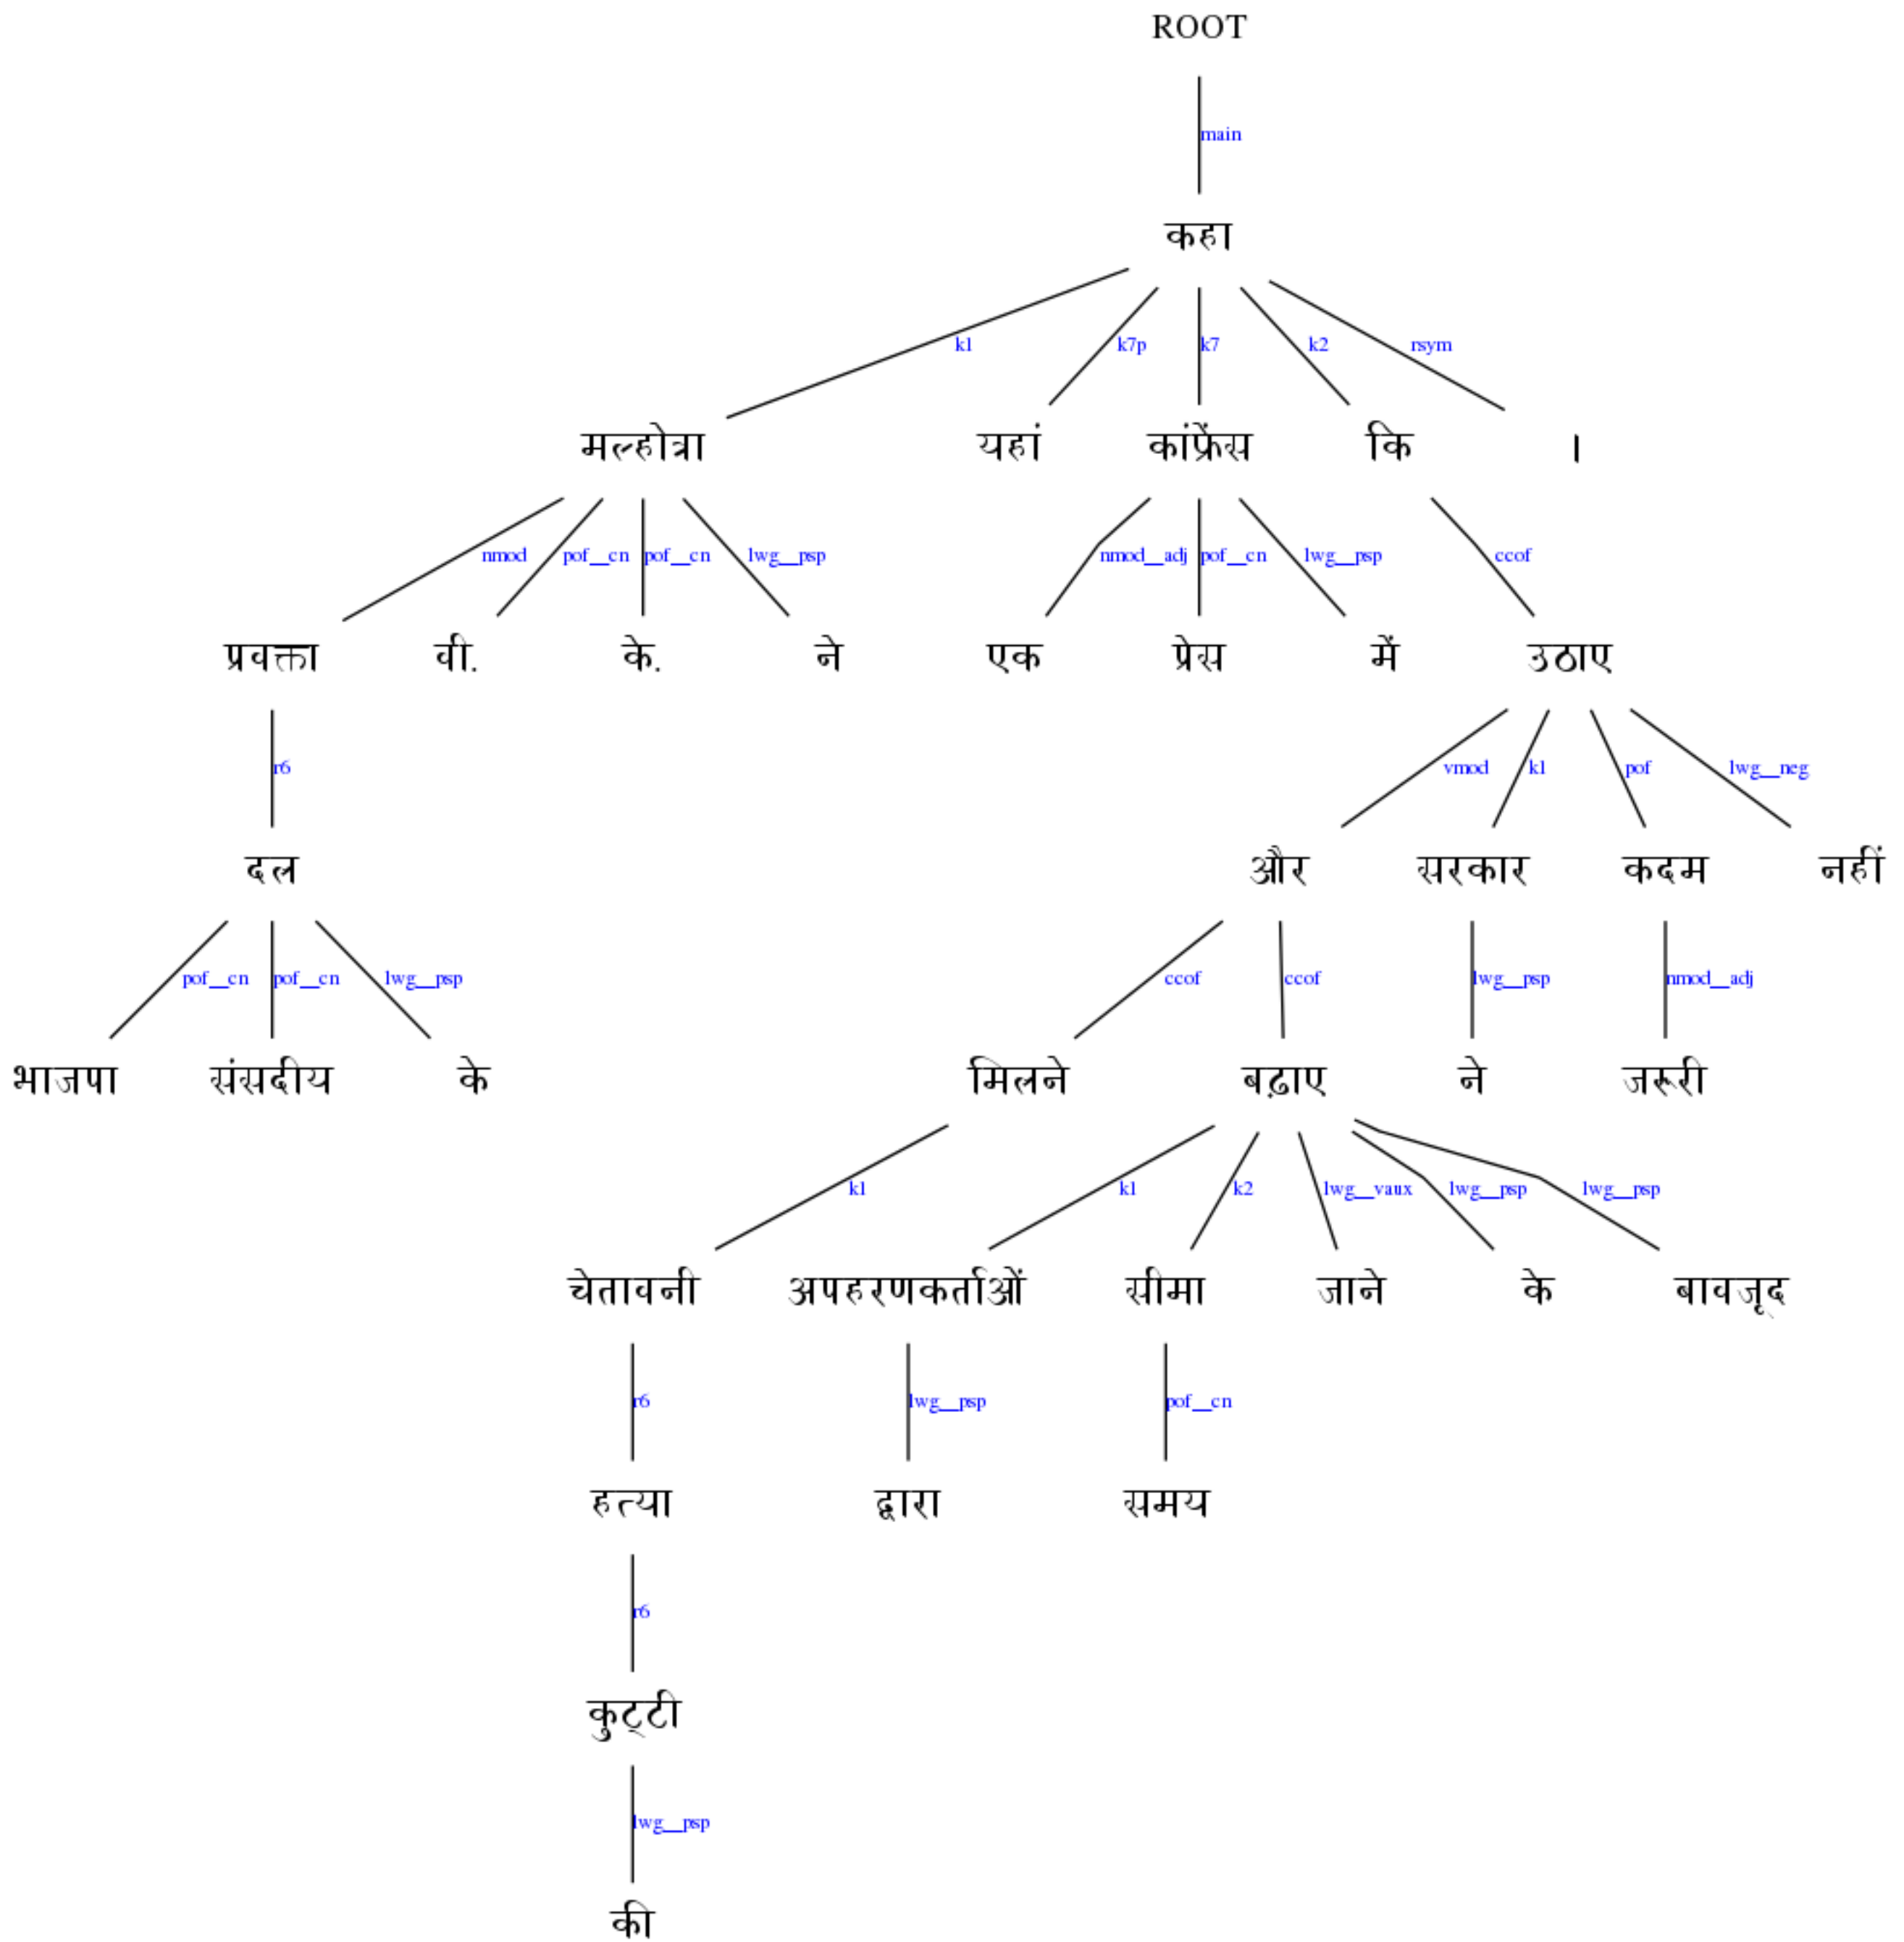 ROOT
main
कहा
k1 k7p k7 k2 rsym
मल्होत्रा यहां कांफ्रेंस कि ।
nmod pof__cn pof__cn lwg__psp nmod__adj pof__cn lwg__psp ccof
प्रवक्ता वी. के. ने एक प्रेस में उठाए
r6 vmod k1 pof lwg__neg
दल और सरकार कदम नहीं
pof__cn pof__cn lwg__psp ccof ccof lwg__psp nmod__adj
भाजपा संसदीय के मिलने बढ़ाए ने जरूरी
k1 k1 k2 lwg__vaux lwg__psp lwg__psp
चेतावनी अपहरणकर्ताओं सीमा जाने के बावजूद
r6 lwg__psp pof__cn
हत्या द्वारा समय
r6
कुट्टी
lwg__psp
की